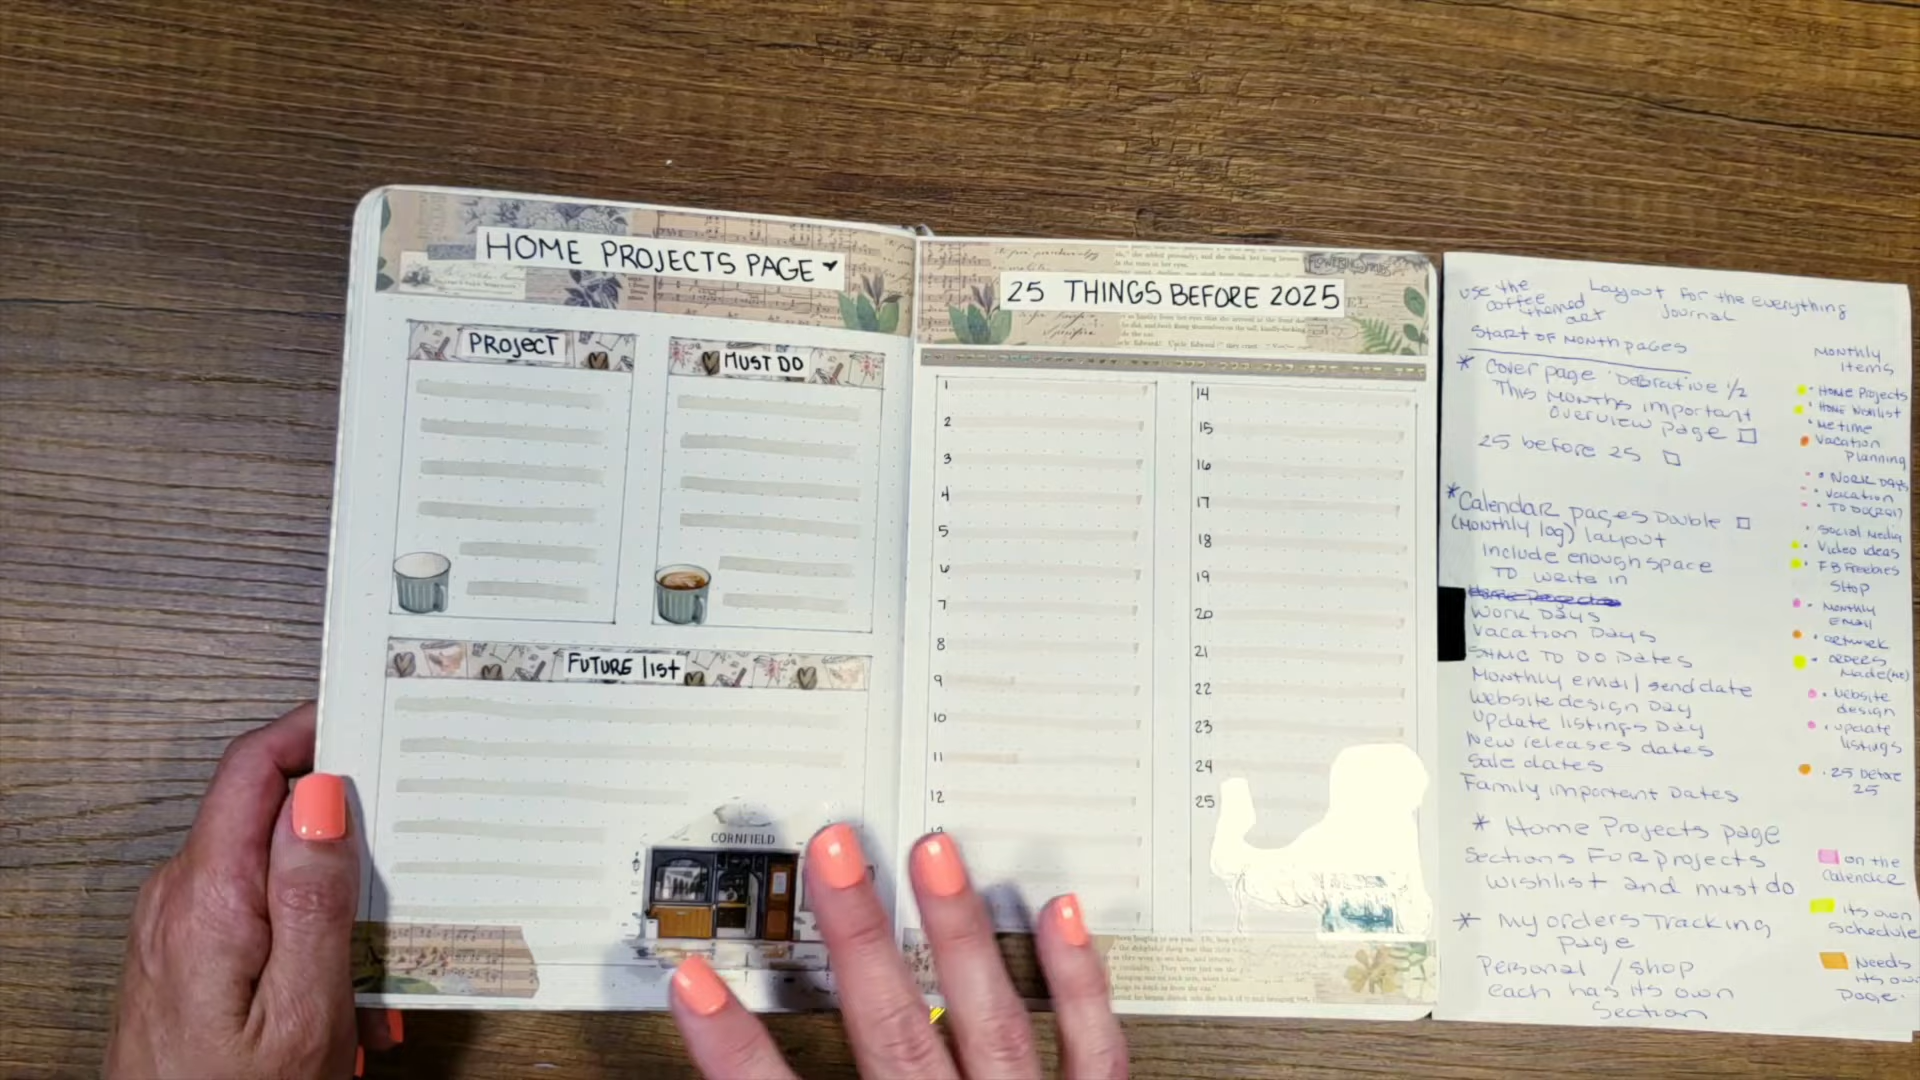 HOME PROJECTS PAGE
PROJECT
MUST DO
FUTURE list
CORNFIELD
25 THINGS BEFORE 2025
1
2
3
4
5
6
7
8
9
10
11
12
13
14
15
16
17
18
19
20
21
22
23
24
25
use the
coffee
themed
art
Layout for the Everything
Journal
Start of month pages
* Cover page Decorative 1/2
This months important
overview page
25 before 25
* Calendar pages Double
(monthly log) layout
Include enough space
TO write in
Work Days
Vacation Days
TO DO Dates
Monthly email send date
Website design Day
Update listings Day
New releases dates
Sale dates
Family important Dates
* Home Projects page
Sections FOR projects
wishlist and must do
* My orders Tracking
page
Personal / shop
each has its own
Section
Monthly
Items
• Home Projects
• Home Wishlist
• Me time
• Vacation
Planning
• Work Days
• Vacation
• TO DO
Social Media
• Video ideas
• FB Freebies
Shop
• Monthly
Email
• artwork
• orders
Made (me)
• Website
design
• update
listings
• 25 before
25
on the
Calendar
its own
schedule
Needs
its own
page